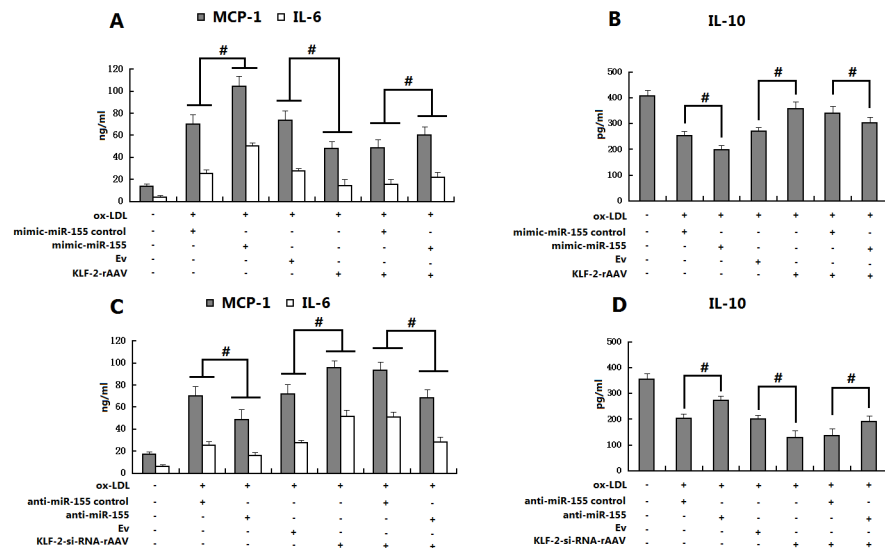 A
MCP-1 IL-6
ng/ml
120
100
80
60
40
20
0
# # #
ox-LDL - + + + + + +
mimic-miR-155 control - + - - - + -
mimic-miR-155 - - + - - - +
Ev - - - + - - -
KLF-2-rAAV - - - - + + +
B
IL-10
pg/ml
500
400
300
200
100
0
# # #
ox-LDL - + + + + + +
mimic-miR-155 control - + - - - + -
mimic-miR-155 - - + - - - +
Ev - - - + - - -
KLF-2-rAAV - - - - + + +
C
MCP-1 IL-6
ng/ml
120
100
80
60
40
20
0
# # #
ox-LDL - + + + + + +
anti-miR-155 control - + - - - + -
anti-miR-155 - - + - - - +
Ev - - - + - - -
KLF-2-si-RNA-rAAV - - - - + + +
D
IL-10
pg/ml
500
400
300
200
100
0
# # #
ox-LDL - + + + + + +
anti-miR-155 control - + - - - + -
anti-miR-155 - - + - - - +
Ev - - - + - - -
KLF-2-si-RNA-rAAV - - - - + + +